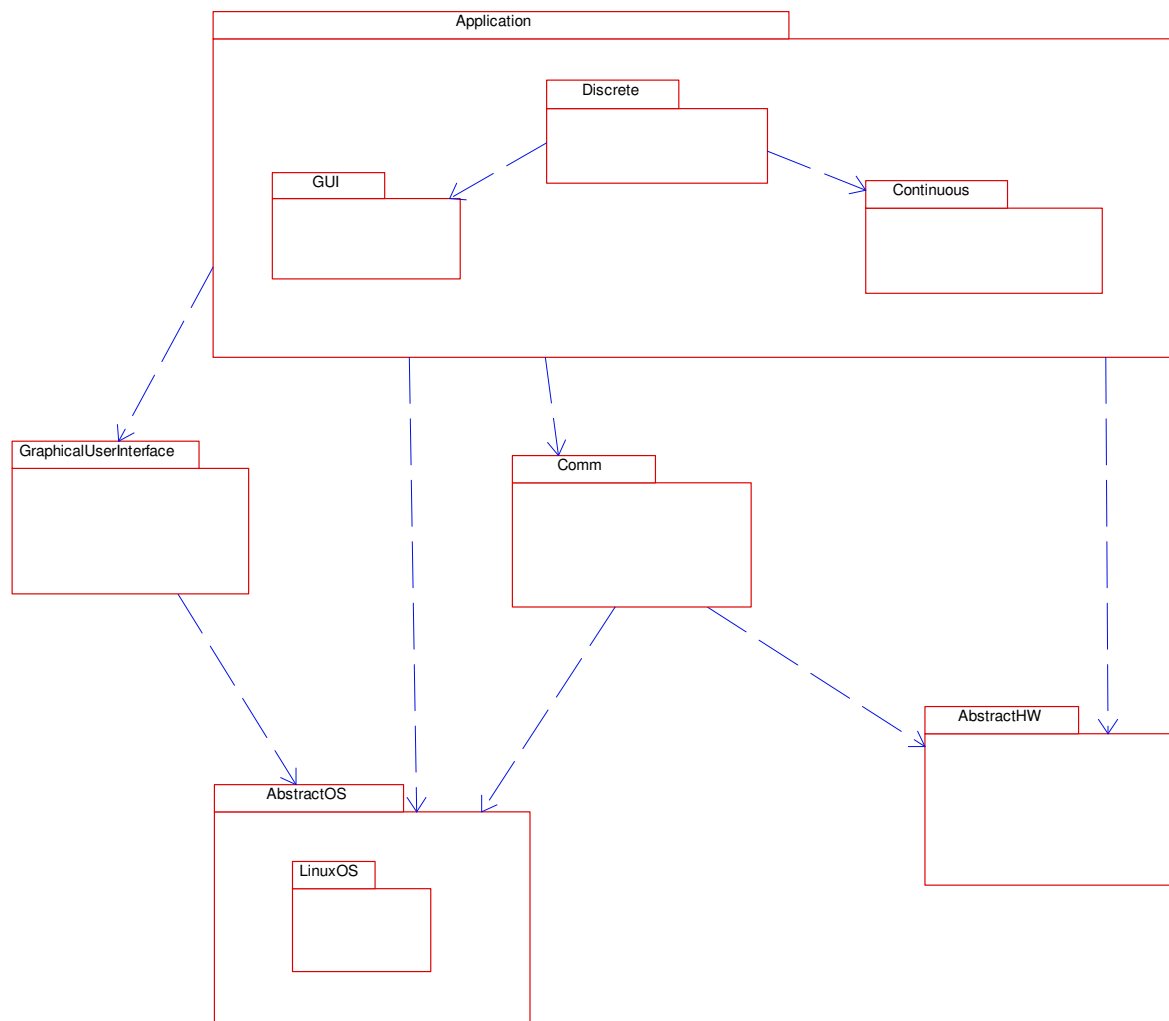 Application
Discrete
GUI
Continuous
GraphicalUserInterface
Comm
AbstractHW
AbstractOS
LinuxOS